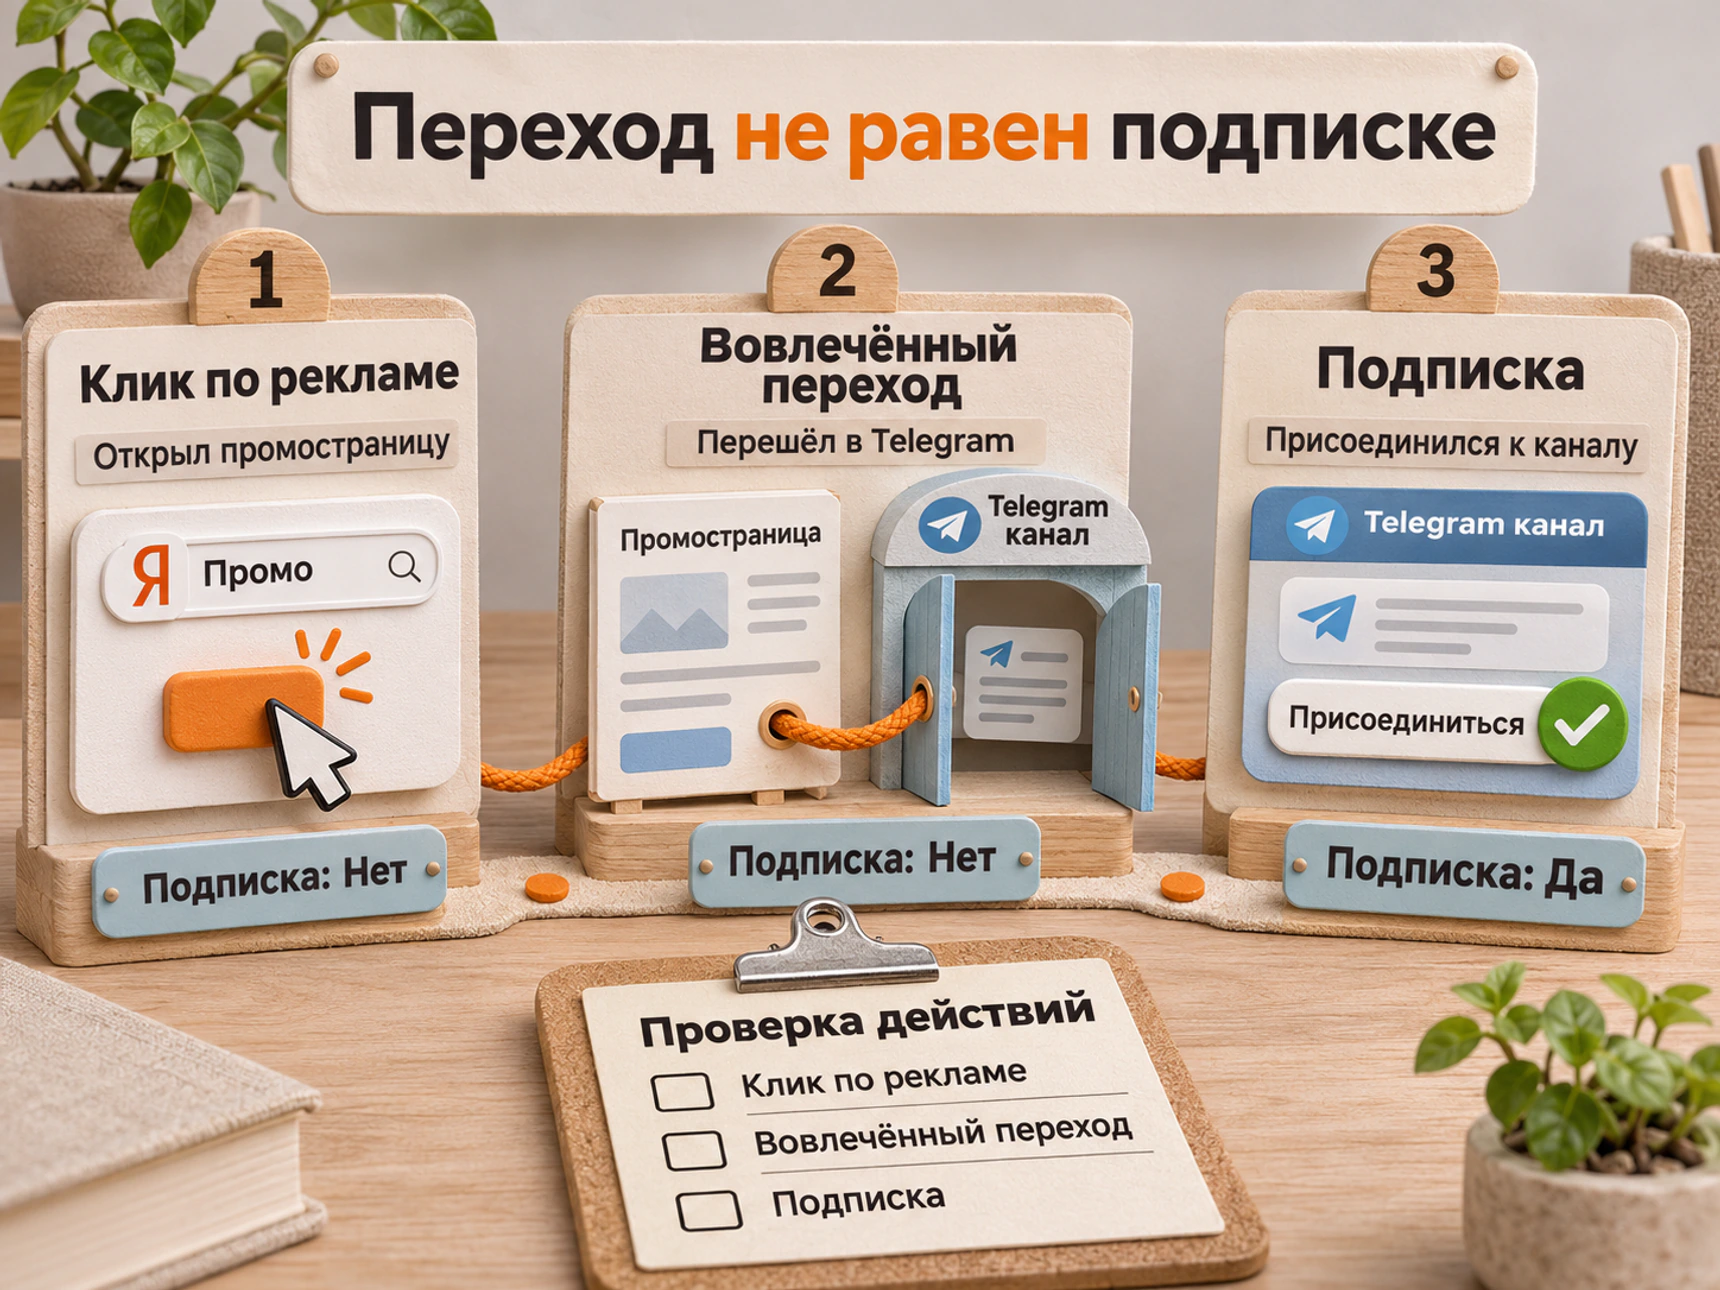 Переход не равен подписке
1
Клик по рекламе
Открыл промостраницу
Я Промо
Подписка: Нет
2
Вовлечённый
переход
Перешёл в Telegram
Промостраница
Telegram
канал
Подписка: Нет
3
Подписка
Присоединился к каналу
Telegram канал
Присоединиться
Подписка: Да
Проверка действий
Клик по рекламе
Вовлечённый переход
Подписка